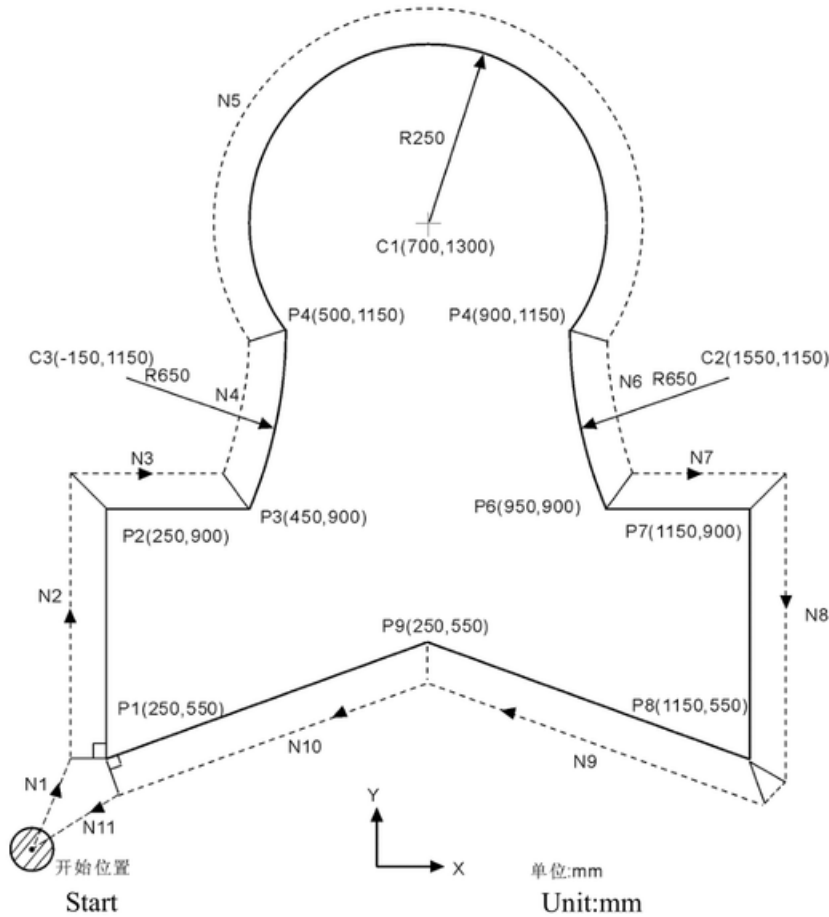 N5
R250
C1(700,1300)
P4(500,1150)
P4(900,1150)
C3(-150,1150)
R650
N4
C2(1550,1150)
N6
R650
N3
N7
P3(450,900)
P6(950,900)
P2(250,900)
P7(1150,900)
N2
N8
P9(250,550)
P1(250,550)
P8(1150,550)
N10
N9
N1
N11
Y
X
开始位置
单位:mm
Start
Unit:mm